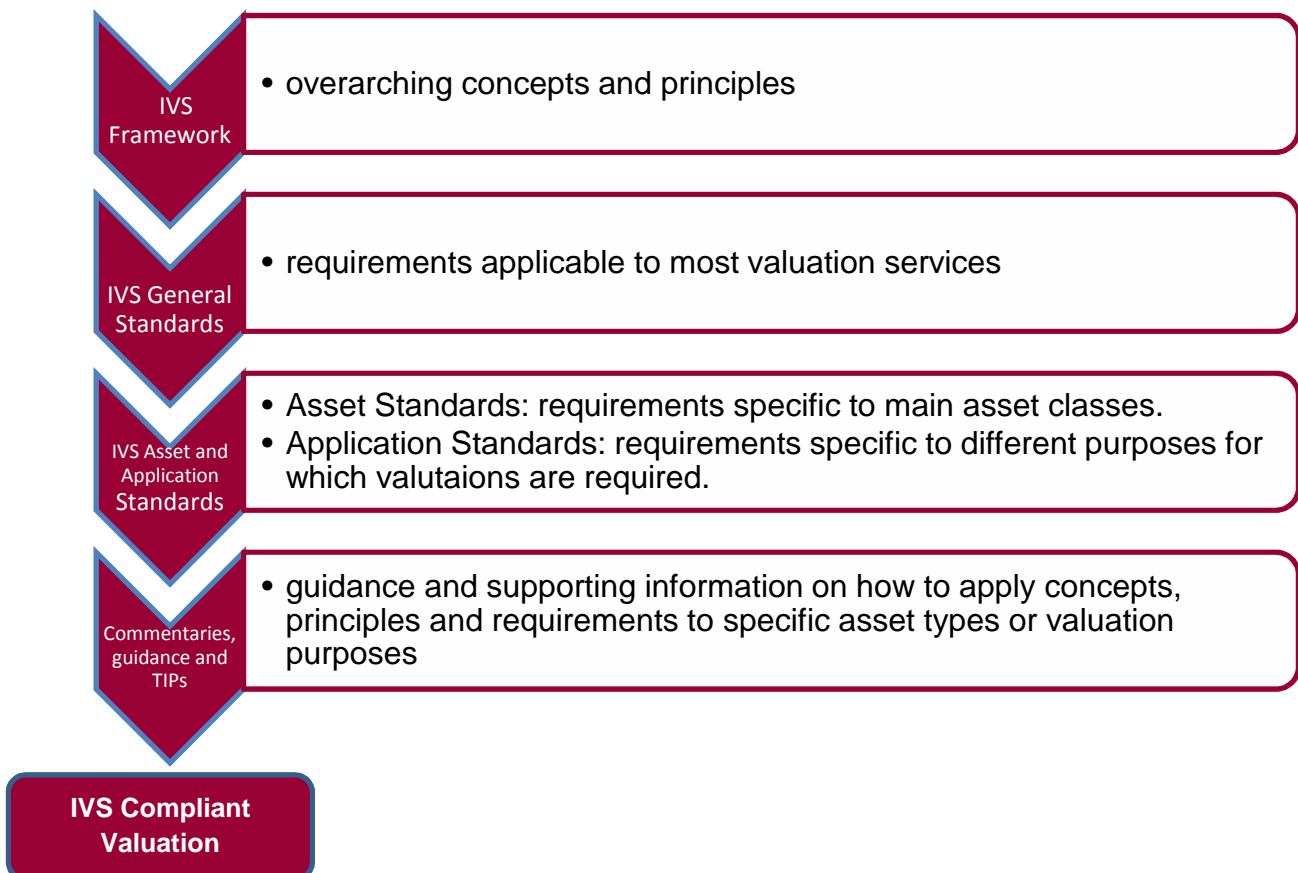 IVS
Framework
• overarching concepts and principles
IVS General
Standards
• requirements applicable to most valuation services
IVS Asset and
Application
Standards
• Asset Standards: requirements specific to main asset classes.
• Application Standards: requirements specific to different purposes for
which valutaions are required.
Commentaries,
guidance and
TIPs
• guidance and supporting information on how to apply concepts,
principles and requirements to specific asset types or valuation
purposes
IVS Compliant
Valuation